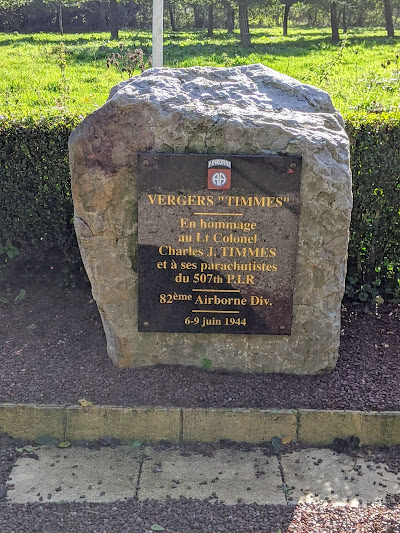 AIRBORNE
AA
VERGERS "TIMMES"
En hommage
au Lt Colonel
Charles J. TIMMES
et à ses parachutistes
du 507th P.I.R
82ème Airborne Div.
6-9 juin 1944